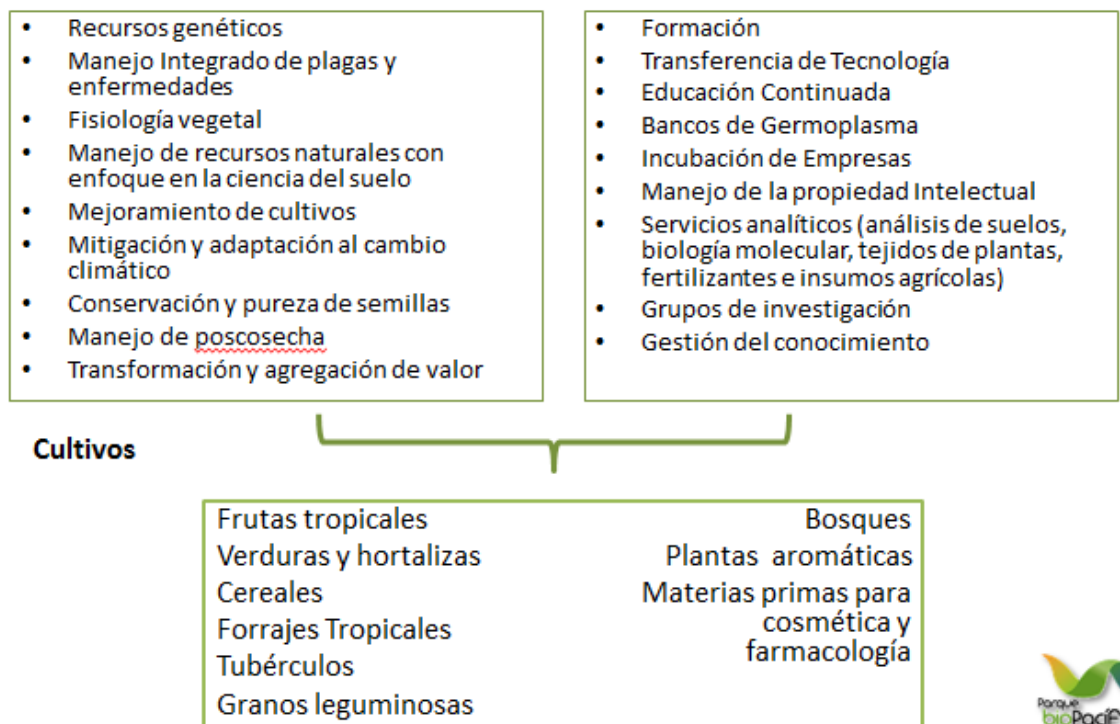 • Recursos genéticos
• Manejo Integrado de plagas y
enfermedades
• Fisiología vegetal
• Manejo de recursos naturales con
enfoque en la ciencia del suelo
• Mejoramiento de cultivos
• Mitigación y adaptación al cambio
climático
• Conservación y pureza de semillas
• Manejo de poscosecha
• Transformación y agregación de valor
• Formación
• Transferencia de Tecnología
• Educación Continuada
• Bancos de Germoplasma
• Incubación de Empresas
• Manejo de la propiedad Intelectual
• Servicios analíticos (análisis de suelos,
biología molecular, tejidos de plantas,
fertilizantes e insumos agrícolas)
• Grupos de investigación
• Gestión del conocimiento
Cultivos
Frutas tropicales
Verduras y hortalizas
Cereales
Forrajes Tropicales
Tubérculos
Granos leguminosas
Bosques
Plantas aromáticas
Materias primas para
cosmética y
farmacología
Parque